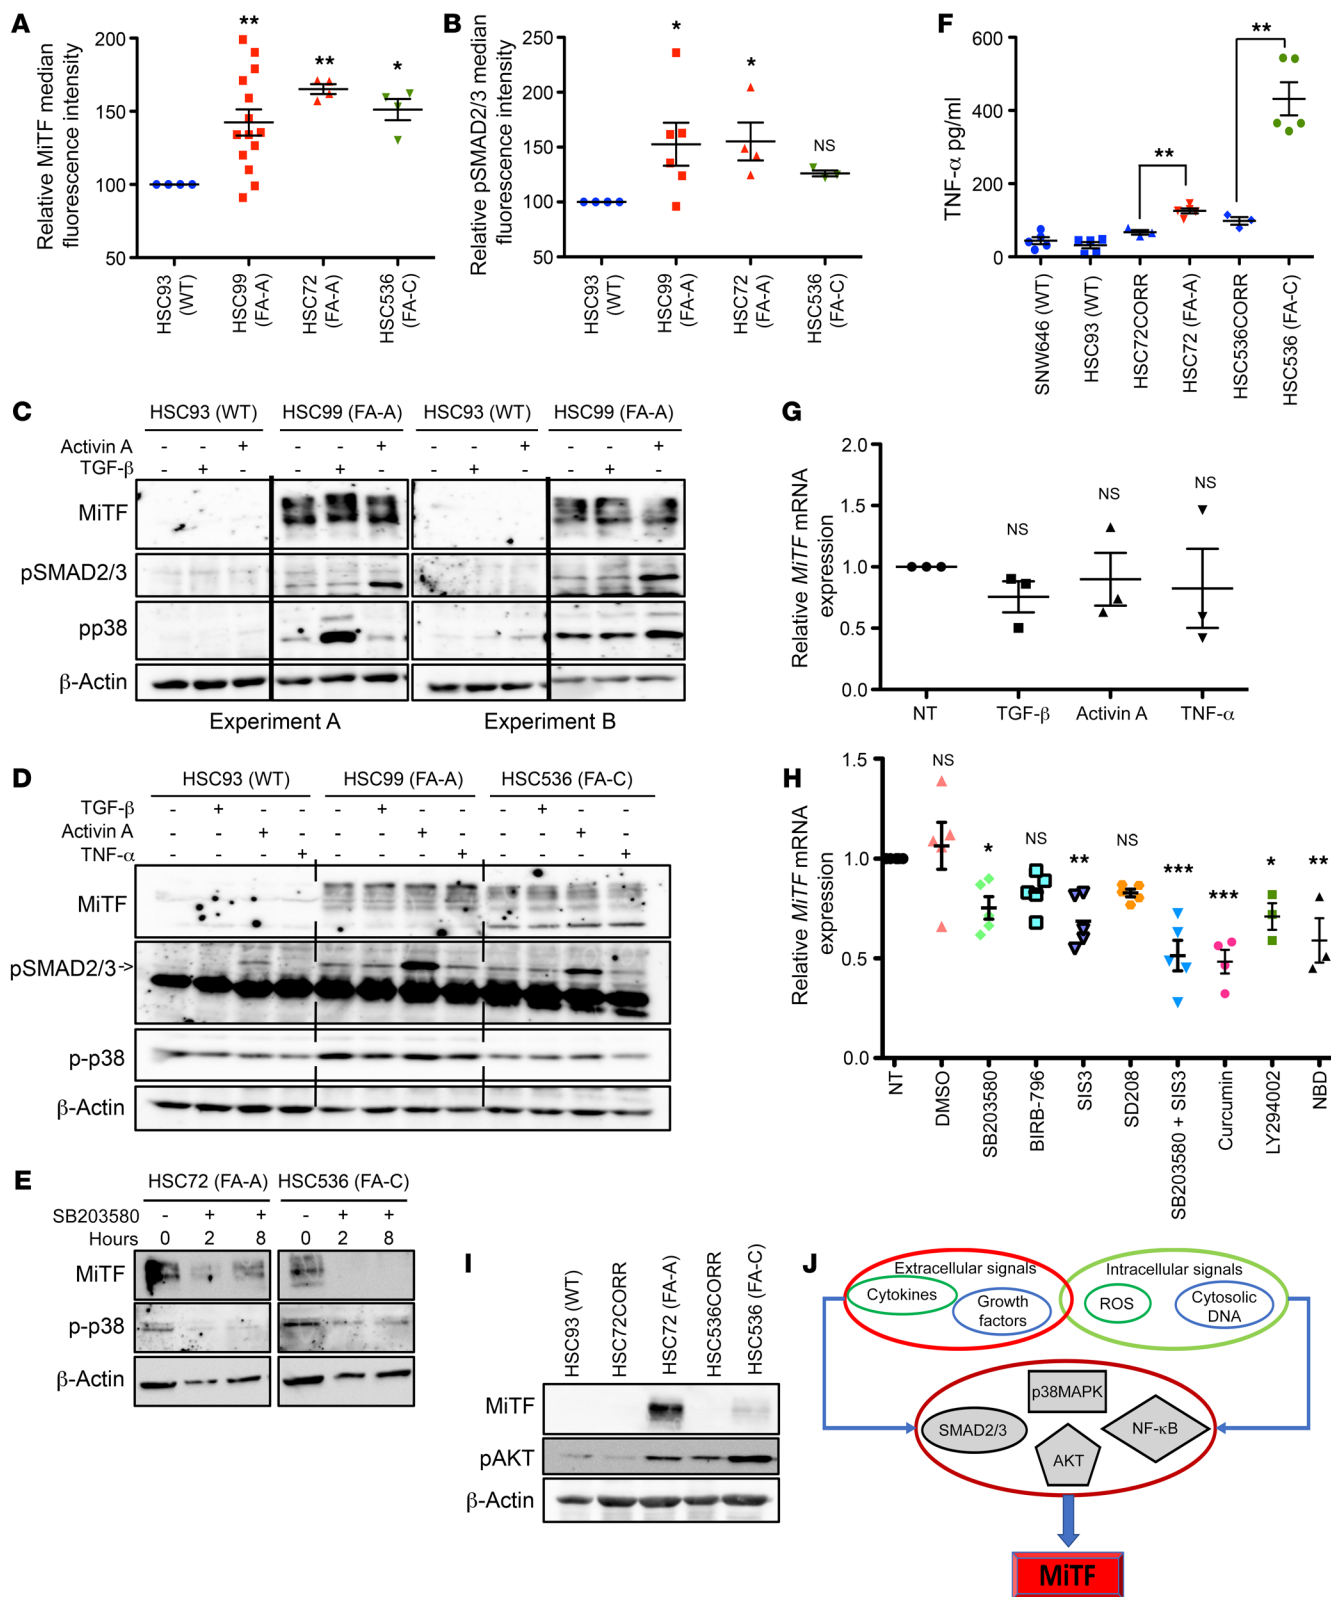 A
Relative MiTF median
fluorescence intensity
200
150
100
50
**
**
*
HSC93
(WT)
HSC99
(FA-A)
HSC72
(FA-A)
HSC536
(FA-C)
B
Relative pSMAD2/3 median
fluorescence intensity
250
200
150
100
50
*
*
NS
HSC93
(WT)
HSC99
(FA-A)
HSC72
(FA-A)
HSC536
(FA-C)
F
TNF-α pg/ml
600
400
200
0
**
**
SNW646 (WT)
HSC93 (WT)
HSC72CORR
HSC72 (FA-A)
HSC536CORR
HSC536 (FA-C)
C
HSC93 (WT) HSC99 (FA-A) HSC93 (WT) HSC99 (FA-A)
Activin A - - + - - + - - + - - +
TGF-β - + - - + - - + - - + -
MiTF
pSMAD2/3
pp38
β-Actin
Experiment A Experiment B
G
Relative MiTF mRNA
expression
2.0
1.5
1.0
0.5
0.0
NS
NS
NS
NT TGF-β Activin A TNF-α
D
HSC93 (WT) HSC99 (FA-A) HSC536 (FA-C)
TGF-β - + - - - + - - - + - -
Activin A - - + - - - + - - - + -
TNF-α - - - + - - - + - - - +
MiTF
pSMAD2/3->
p-p38
β-Actin
H
Relative MiTF mRNA
expression
1.5
1.0
0.5
0.0
NS
*
NS
**
NS
***
***
*
**
NT
DMSO
SB203580
BIRB-796
SIS3
SD208
SB203580 + SIS3
Curcumin
LY294002
NBD
E
HSC72 (FA-A) HSC536 (FA-C)
SB203580 - + + - + +
Hours 0 2 8 0 2 8
MiTF
p-p38
β-Actin
I
HSC93 (WT)
HSC72CORR
HSC72 (FA-A)
HSC536CORR
HSC536 (FA-C)
MiTF
pAKT
β-Actin
J
Extracellular signals
Cytokines
Growth
factors
Intracellular signals
ROS
Cytosolic
DNA
p38MAPK
SMAD2/3
NF-κB
AKT
MiTF